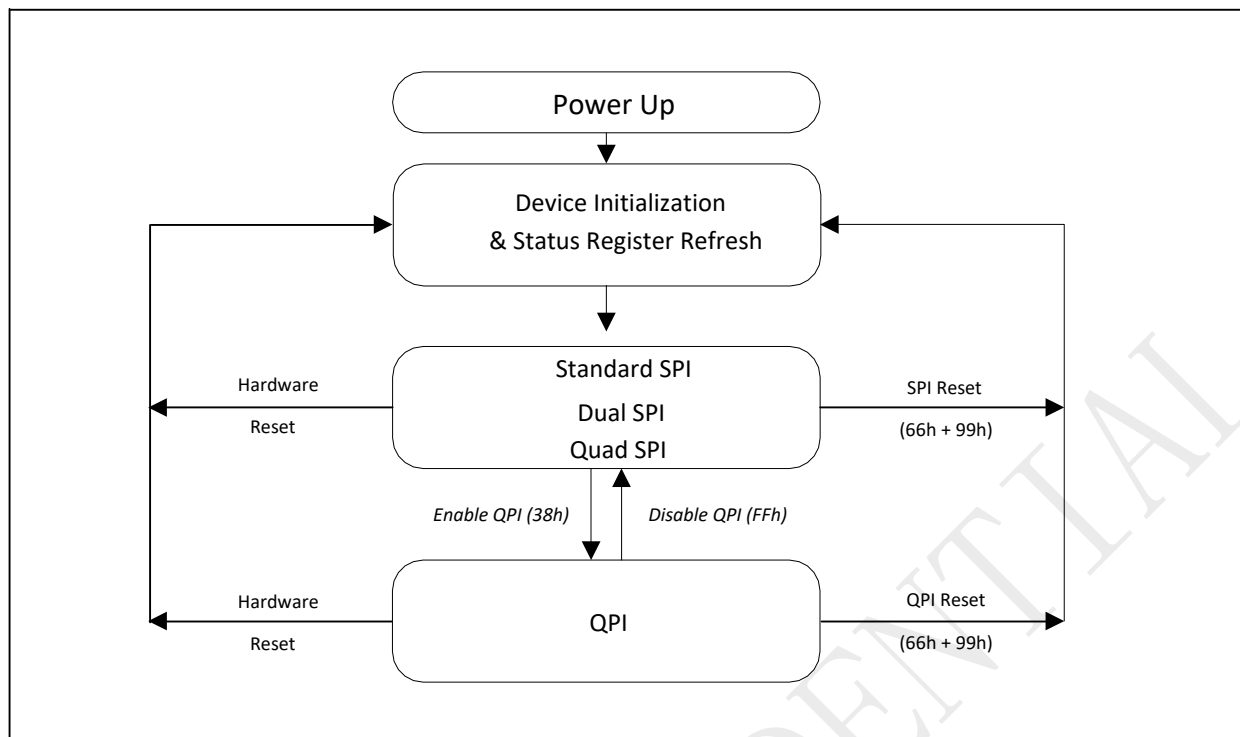 Power Up
Device Initialization
& Status Register Refresh
Standard SPI
Dual SPI
Quad SPI
Hardware
Reset
SPI Reset
(66h + 99h)
Enable QPI (38h)
Disable QPI (FFh)
QPI
Hardware
Reset
QPI Reset
(66h + 99h)
DENTIAL